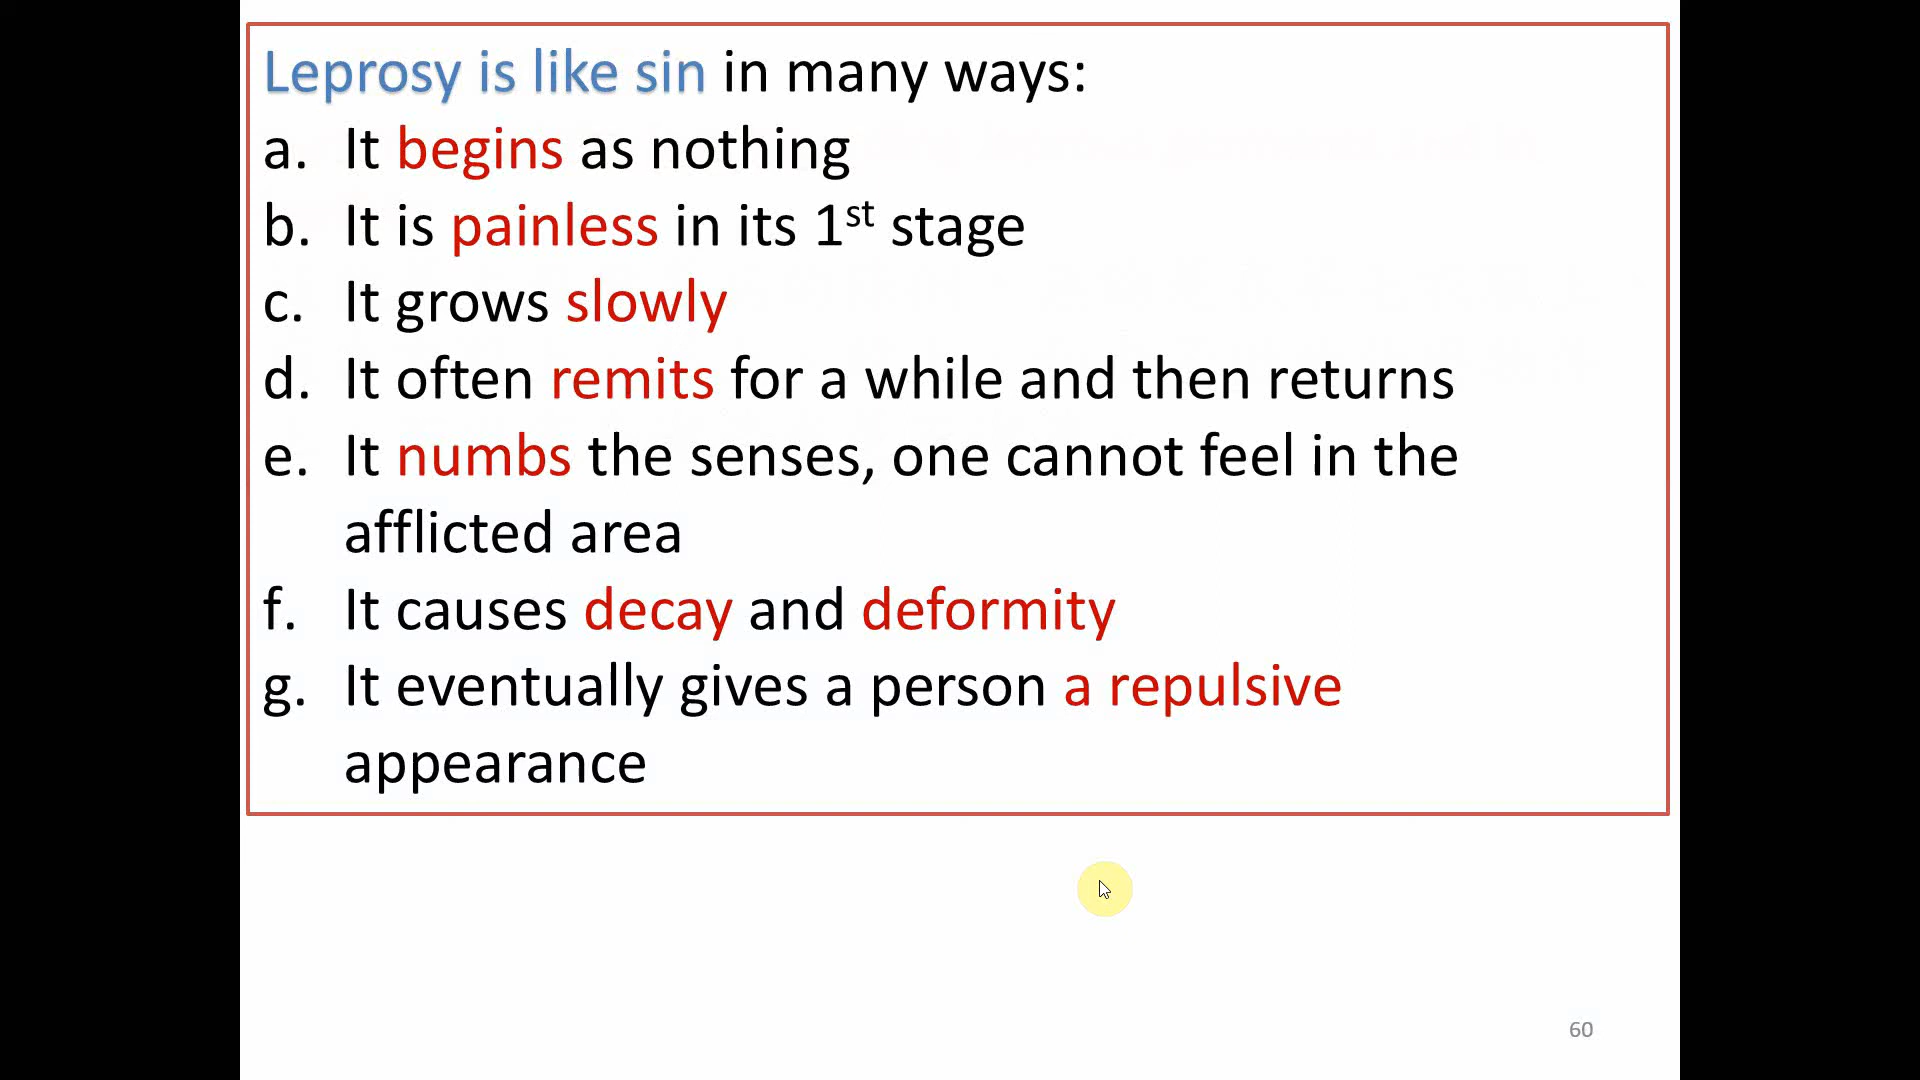 Leprosy is like sin in many ways:
a. It begins as nothing
b. It is painless in its 1st stage
c. It grows slowly
d. It often remits for a while and then returns
e. It numbs the senses, one cannot feel in the
afflicted area
f. It causes decay and deformity
g. It eventually gives a person a repulsive
appearance
60